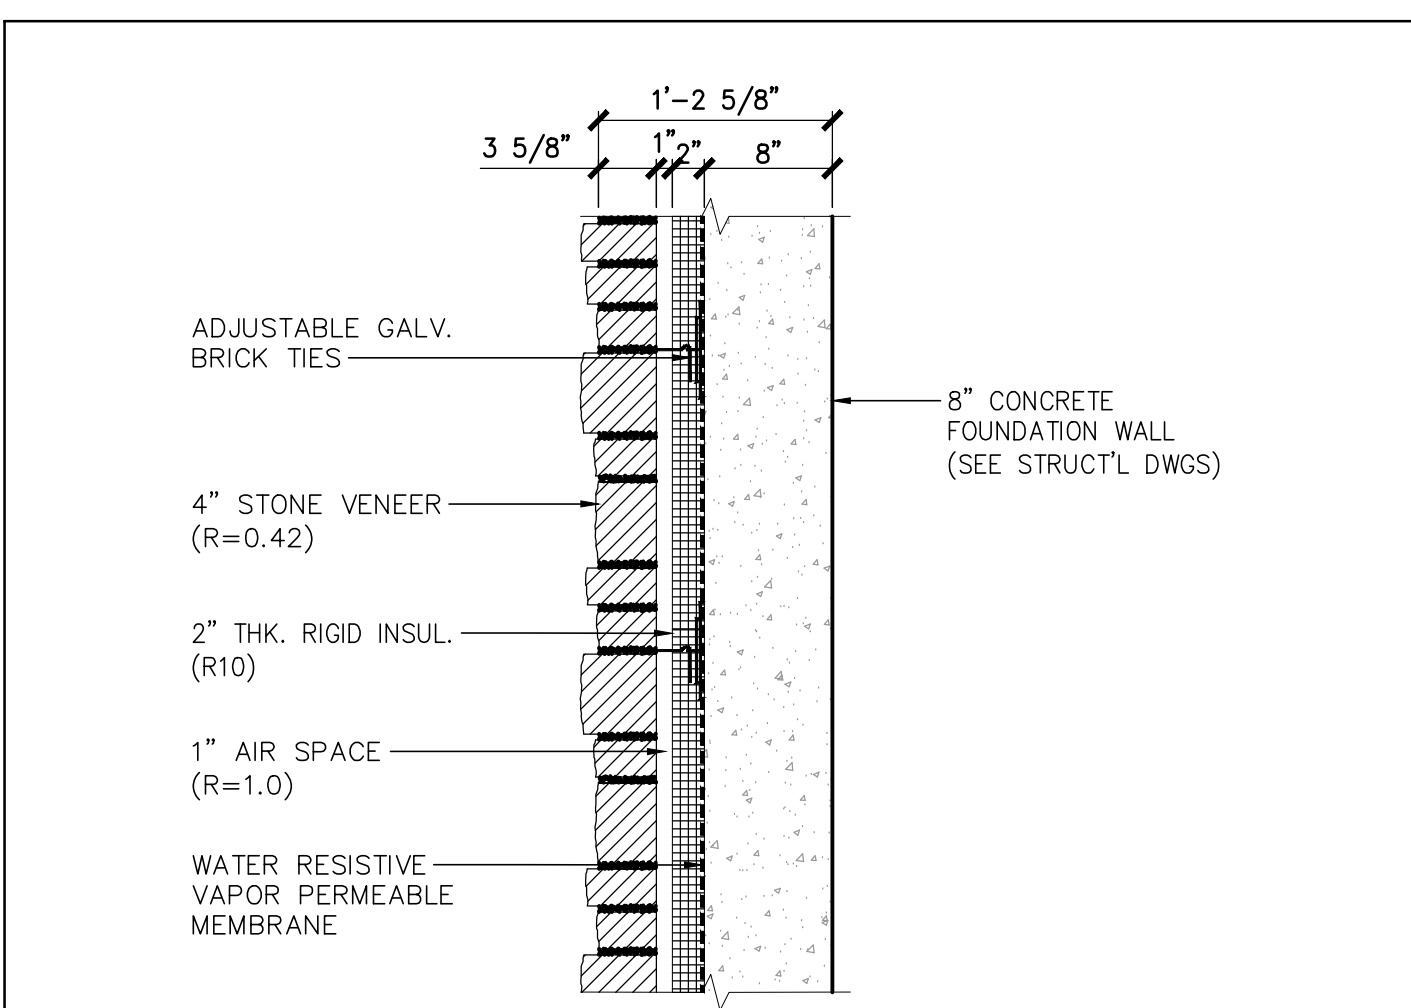 1'-2 5/8"
3 5/8" 1" 2" 8"
ADJUSTABLE GALV.
BRICK TIES
8" CONCRETE
FOUNDATION WALL
(SEE STRUCT'L DWGS)
4" STONE VENEER
(R=0.42)
2" THK. RIGID INSUL.
(R10)
1" AIR SPACE
(R=1.0)
WATER RESISTIVE
VAPOR PERMEABLE
MEMBRANE